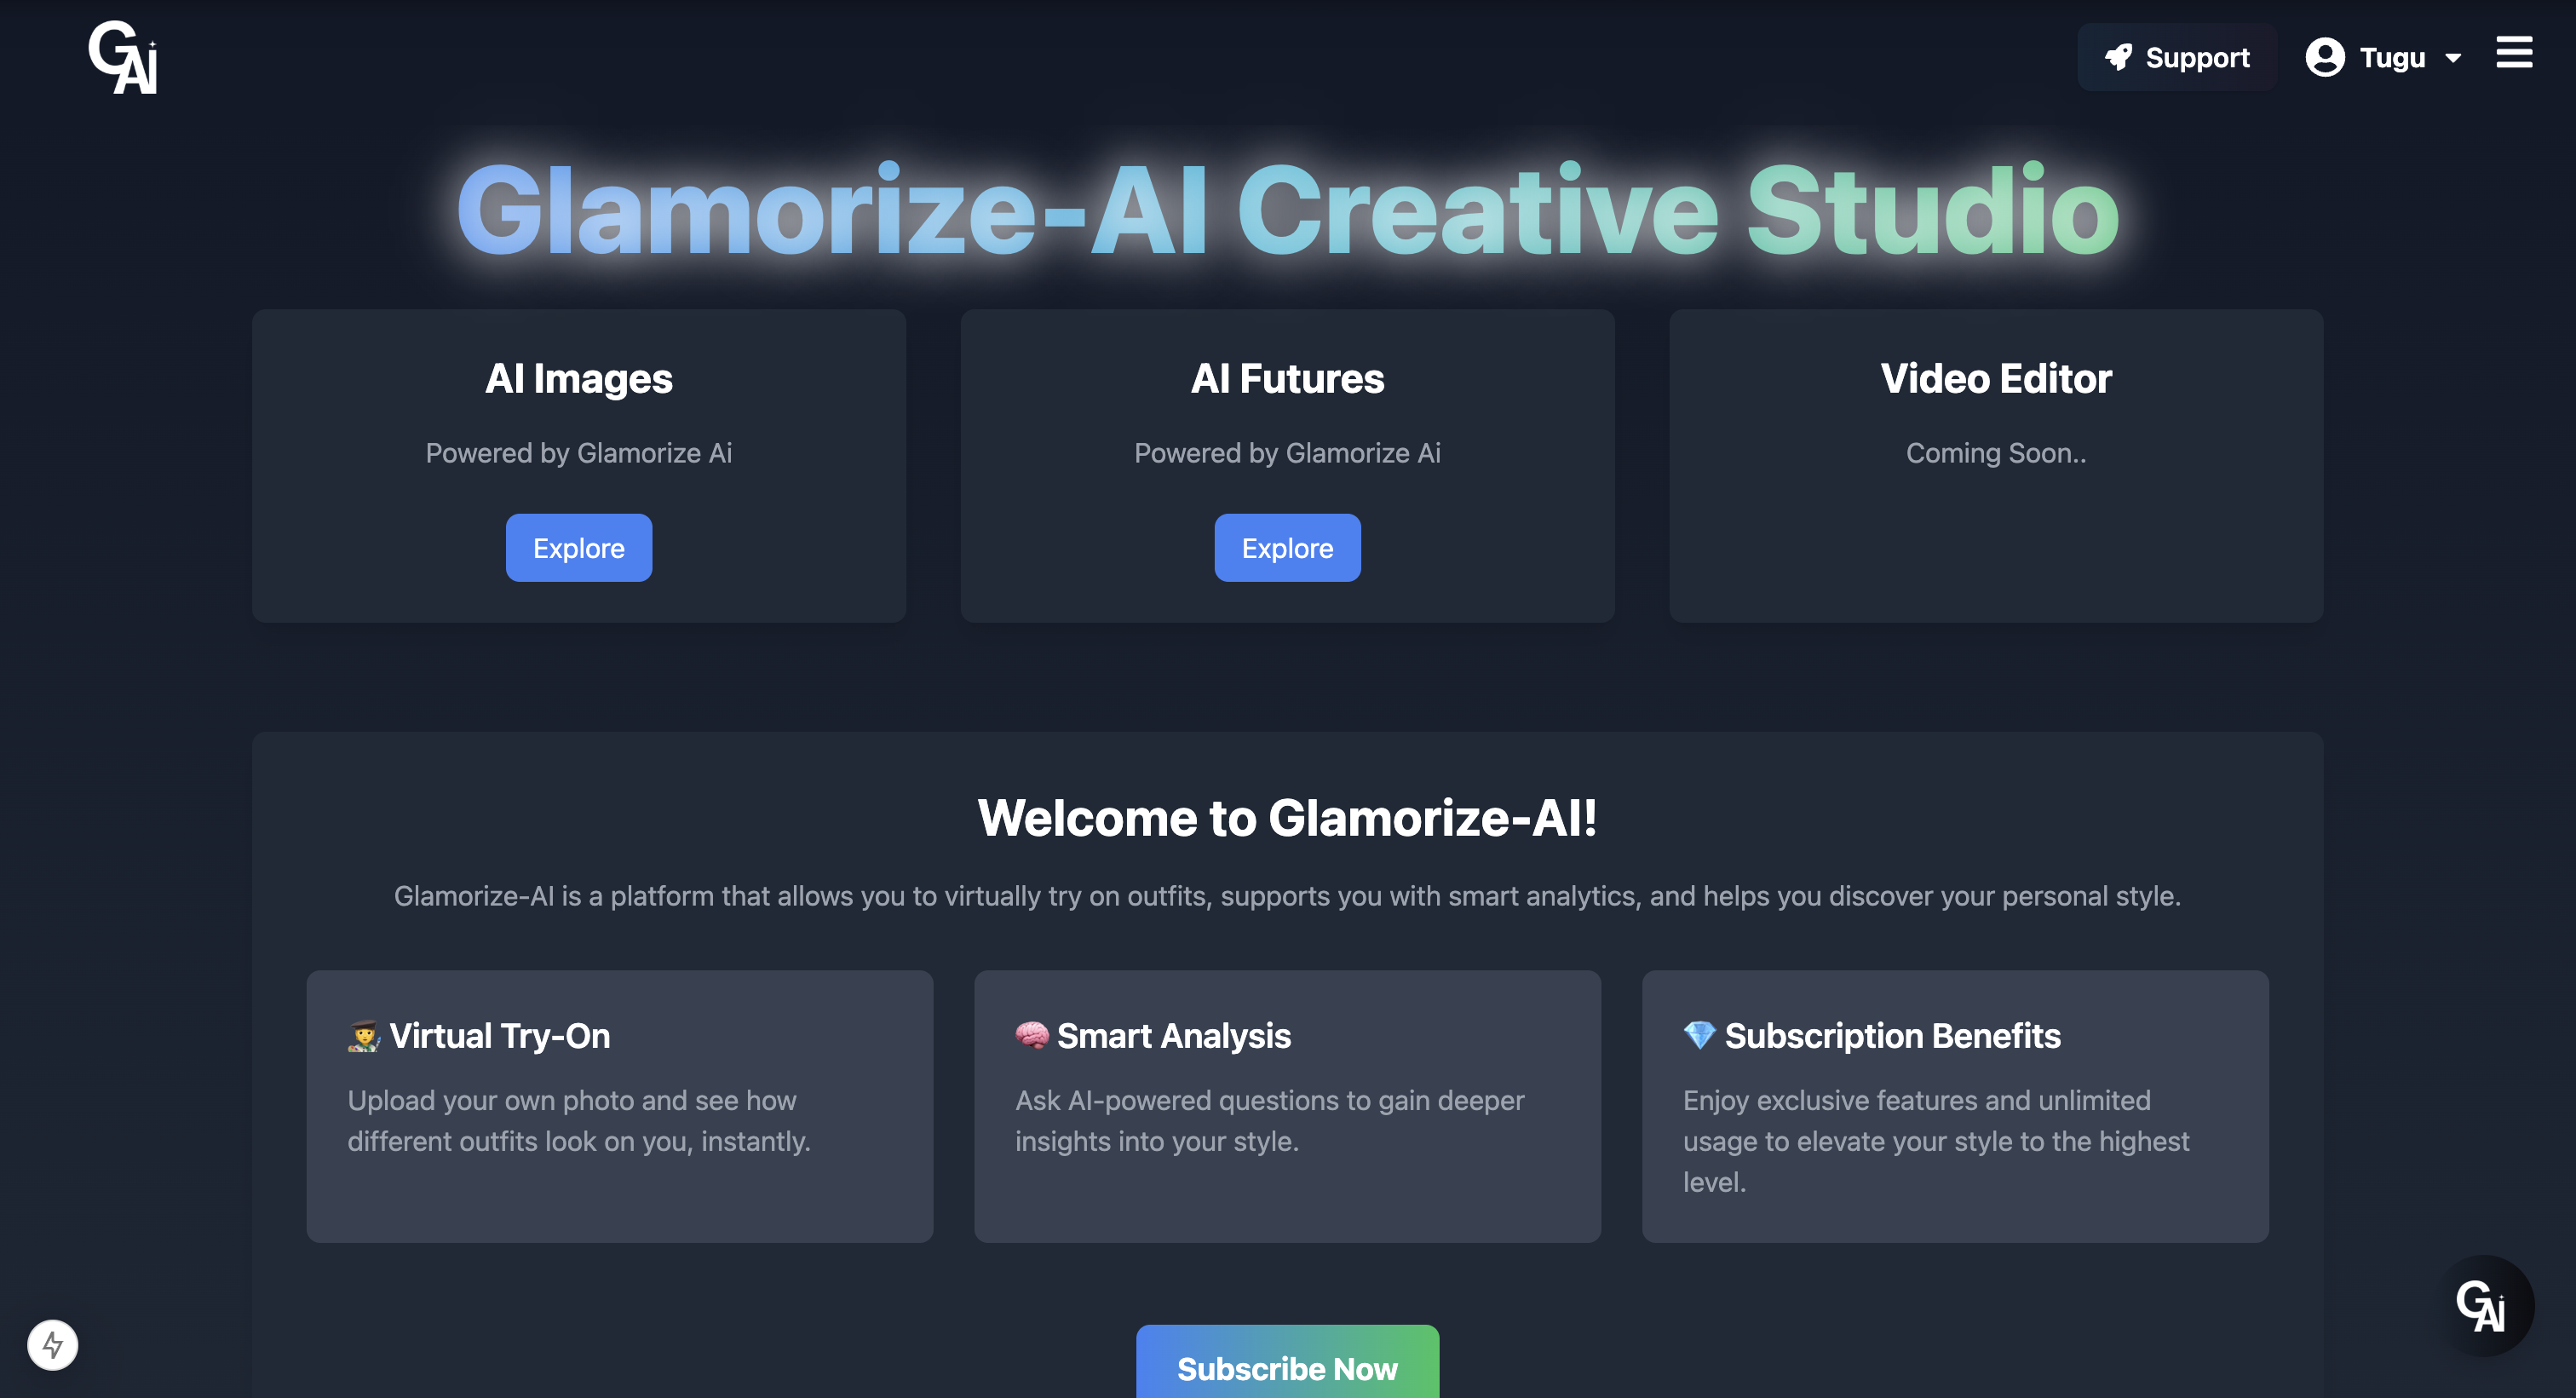 GAi
Support
Tugu
Glamorize-AI Creative Studio
AI Images
Powered by Glamorize Ai
Explore
AI Futures
Powered by Glamorize Ai
Explore
Video Editor
Coming Soon..
Welcome to Glamorize-AI!
Glamorize-AI is a platform that allows you to virtually try on outfits, supports you with smart analytics, and helps you discover your personal style.
Virtual Try-On
Upload your own photo and see how
different outfits look on you, instantly.
Smart Analysis
Ask AI-powered questions to gain deeper
insights into your style.
Subscription Benefits
Enjoy exclusive features and unlimited
usage to elevate your style to the highest
level.
GAi
Subscribe Now